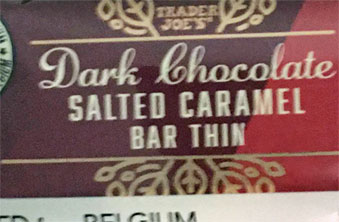 TRADER
JOE'S
Dark Chocolate
SALTED CARAMEL
BAR THIN
BELGIUM